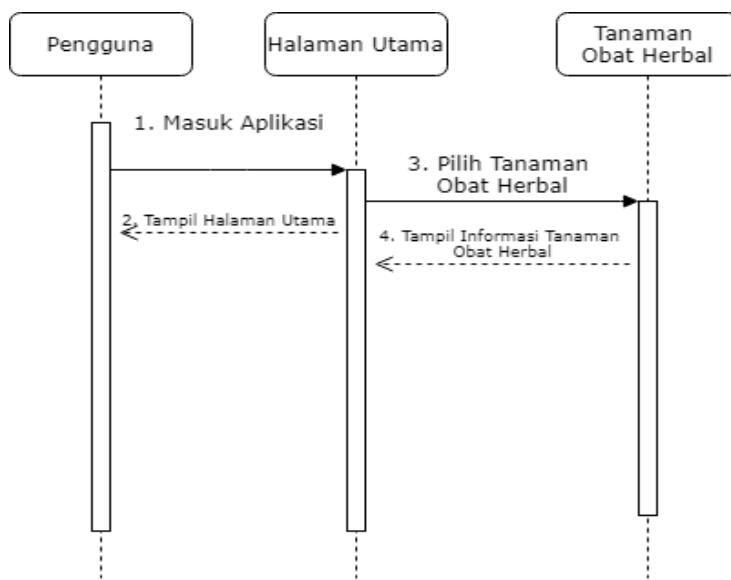 Pengguna
Halaman Utama
Tanaman
Obat Herbal
1. Masuk Aplikasi
3. Pilih Tanaman
Obat Herbal
2. Tampil Halaman Utama
4. Tampil Informasi Tanaman
Obat Herbal